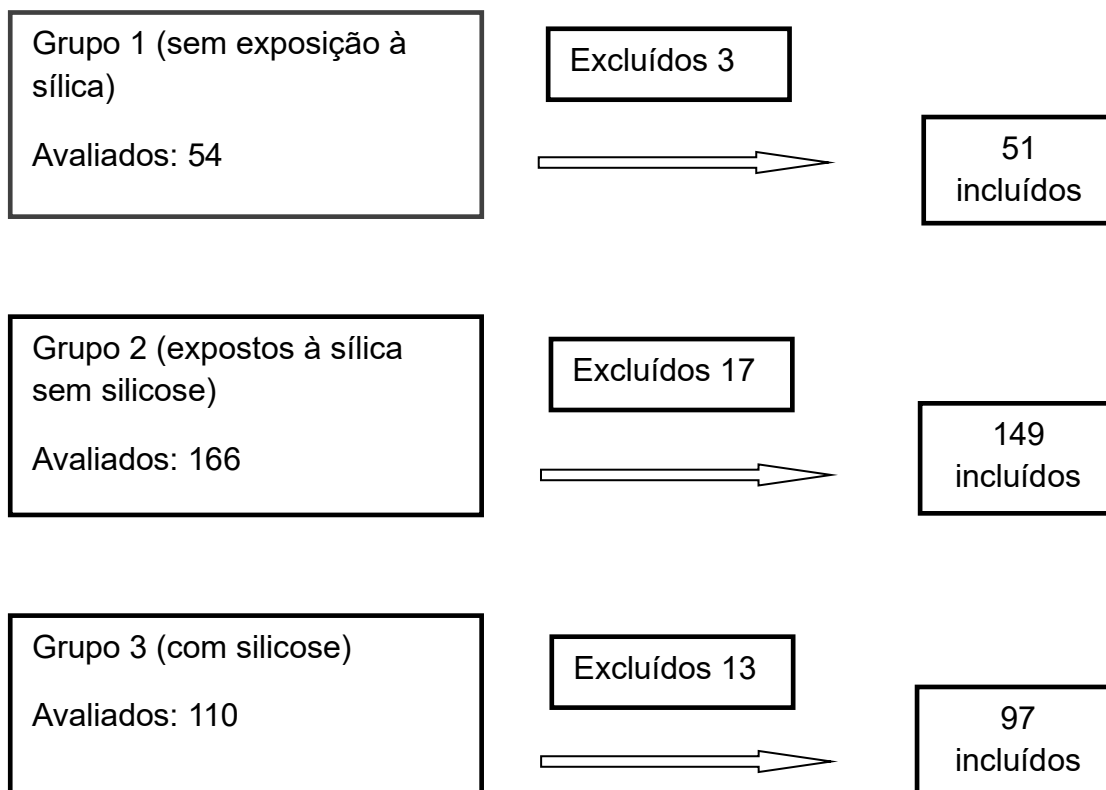 Grupo 1 (sem exposição à
sílica)
Avaliados: 54
Excluídos 3
51
incluídos
Grupo 2 (expostos à sílica
sem silicose)
Avaliados: 166
Excluídos 17
149
incluídos
Grupo 3 (com silicose)
Avaliados: 110
Excluídos 13
97
incluídos